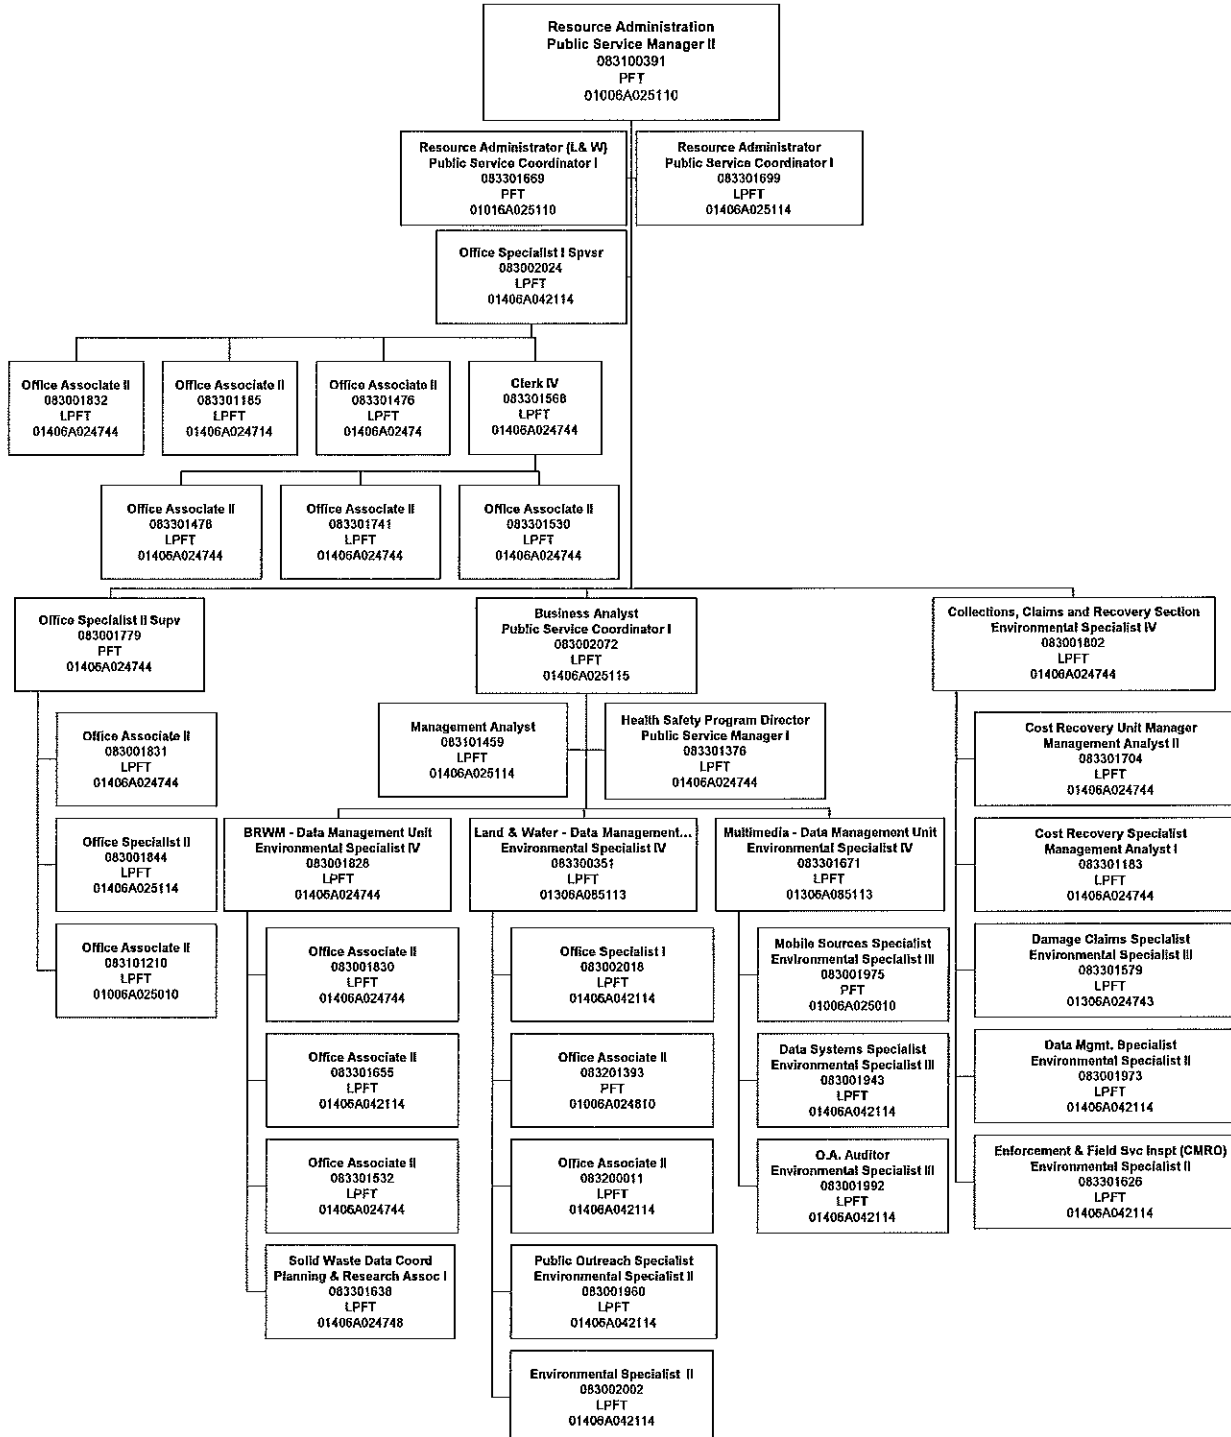 Resource Administration
Public Service Manager II
083100391
PFT
01006A025110
Resource Administrator (L& W)
Public Service Coordinator I
083301669
PFT
01016A025110
Resource Administrator
Public Service Coordinator I
083301699
LPFT
01406A025114
Office Specialist I Spvsr
083002024
LPFT
01406A042114
Office Associate II
083001832
LPFT
01406A024744
Office Associate II
083301185
LPFT
01406A024714
Office Associate II
083301476
LPFT
01406A02474
Clerk IV
083301568
LPFT
01406A024744
Office Associate II
083301478
LPFT
01406A024744
Office Associate II
083301741
LPFT
01406A024744
Office Associate II
083301530
LPFT
01406A024744
Office Specialist II Supv
083001779
PFT
01406A024744
Business Analyst
Public Service Coordinator I
083002072
LPFT
01406A025115
Collections, Claims and Recovery Section
Environmental Specialist IV
083001802
LPFT
01406A024744
Office Associate II
083001831
LPFT
01406A024744
Office Specialist II
083001844
LPFT
01406A025114
Office Associate II
083101210
LPFT
01006A025010
Management Analyst
083101459
LPFT
01406A025114
Health Safety Program Director
Public Service Manager I
083301376
LPFT
01406A024744
BRWM - Data Management Unit
Environmental Specialist IV
083001828
LPFT
01406A024744
Land & Water - Data Management...
Environmental Specialist IV
083300351
LPFT
01306A085113
Multimedia - Data Management Unit
Environmental Specialist IV
083301671
LPFT
01306A085113
Office Associate II
083001830
LPFT
01406A024744
Office Associate II
083301655
LPFT
01406A042114
Office Associate II
083301532
LPFT
01406A024744
Solid Waste Data Coord
Planning & Research Assoc I
083301638
LPFT
01406A024748
Office Specialist I
083002018
LPFT
01406A042114
Office Associate II
083201393
PFT
01006A024810
Office Associate II
083200011
LPFT
01406A042114
Public Outreach Specialist
Environmental Specialist II
083001960
LPFT
01406A042114
Environmental Specialist II
083002002
LPFT
01406A042114
Mobile Sources Specialist
Environmental Specialist III
083001975
PFT
01006A025010
Data Systems Specialist
Environmental Specialist III
083001943
LPFT
01406A042114
O.A. Auditor
Environmental Specialist III
083001992
LPFT
01406A042114
Cost Recovery Unit Manager
Management Analyst II
083301704
LPFT
01406A024744
Cost Recovery Specialist
Management Analyst I
083301183
LPFT
01406A024744
Damage Claims Specialist
Environmental Specialist III
083301579
LPFT
01306A024743
Data Mgmt. Specialist
Environmental Specialist II
083001973
LPFT
01406A042114
Enforcement & Field Svc Inspt (CMRO)
Environmental Specialist II
083301626
LPFT
01406A042114